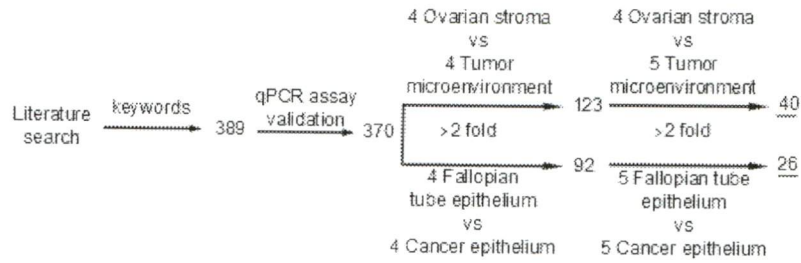 4 Ovarian stroma
vs
4 Tumor
microenvironment
4 Ovarian stroma
vs
5 Tumor
microenvironment
Literature
search
keywords
389
qPCR assay
validation
370
>2 fold
123
>2 fold
40
92
26
4 Fallopian
tube epithelium
vs
4 Cancer epithelium
5 Fallopian tube
epithelium
vs
5 Cancer epithelium